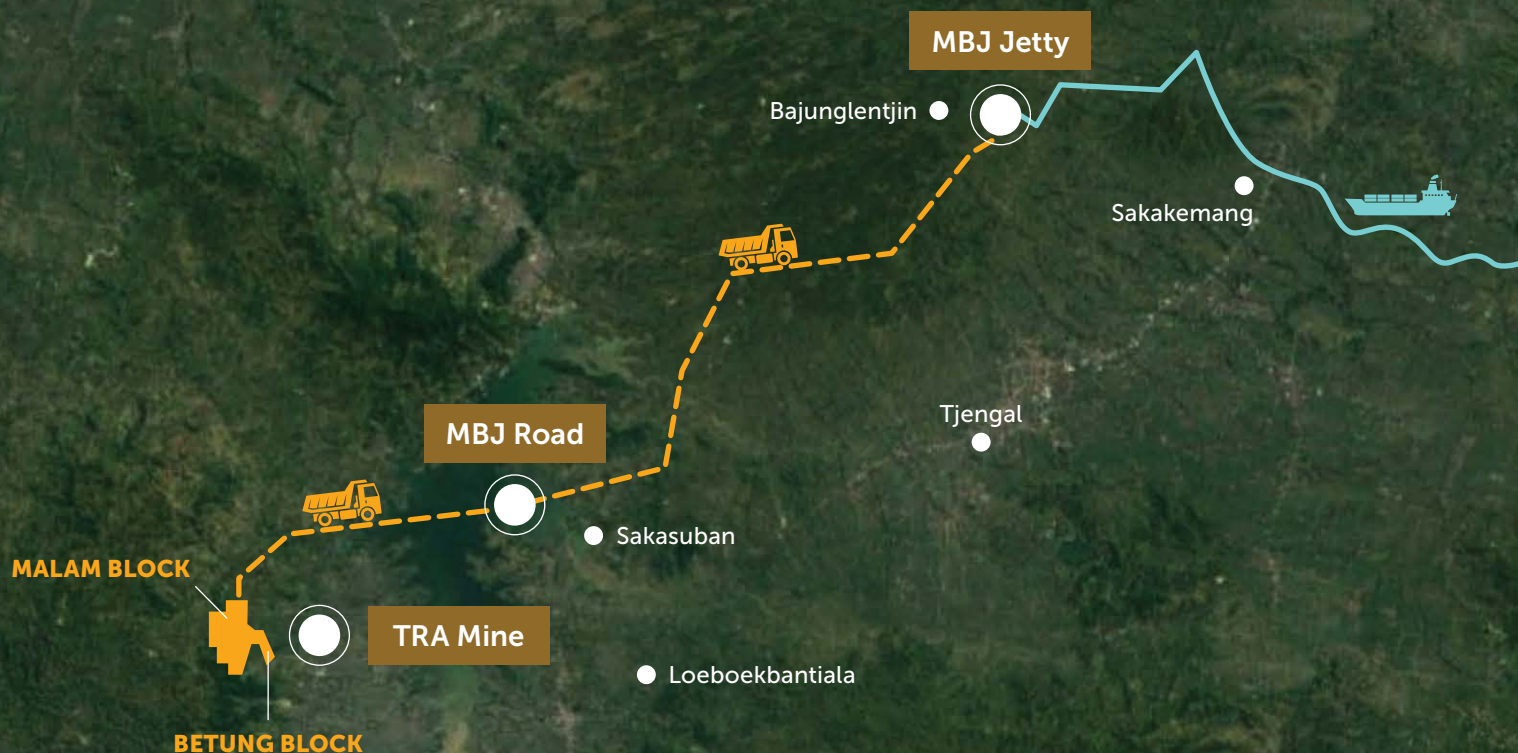 MBJ Jetty
Bajunglentjin
Sakakemang
Tjengal
MBJ Road
Sakasuban
MALAM BLOCK
TRA Mine
Loeboekbantiala
BETUNG BLOCK